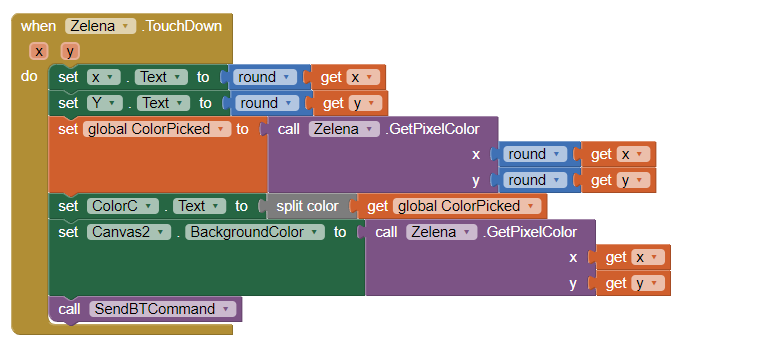 when Zelena .TouchDown
x y
do set x . Text to round get x
set Y . Text to round get y
set global ColorPicked to call Zelena .GetPixelColor
x round get x
y round get y
set ColorC . Text to split color get global ColorPicked
set Canvas2 . BackgroundColor to call Zelena .GetPixelColor
x get x
y get y
call SendBTCommand